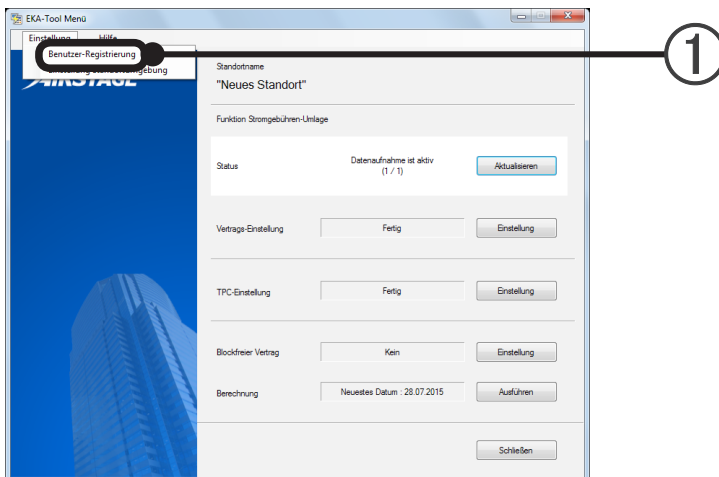 EKA-Tool Menü
Einstellung Hilfe
Benutzer-Registrierung
1
AIRSTAGE
Standortname
"Neues Standort"
Funktion Stromgebühren-Umlage
Status
Datenaufnahme ist aktiv
(1 / 1)
Aktualisieren
Vertrags-Einstellung
Fertig
Einstellung
TPC-Einstellung
Fertig
Einstellung
Blockfreier Vertrag
Kein
Einstellung
Berechnung
Neuestes Datum : 28.07.2015
Ausführen
Schließen